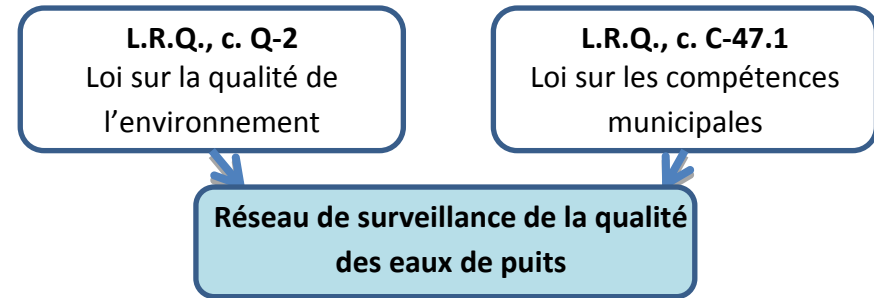 L.R.Q., c. Q-2
Loi sur la qualité de
l’environnement
L.R.Q., c. C-47.1
Loi sur les compétences
municipales
Réseau de surveillance de la qualité
des eaux de puits